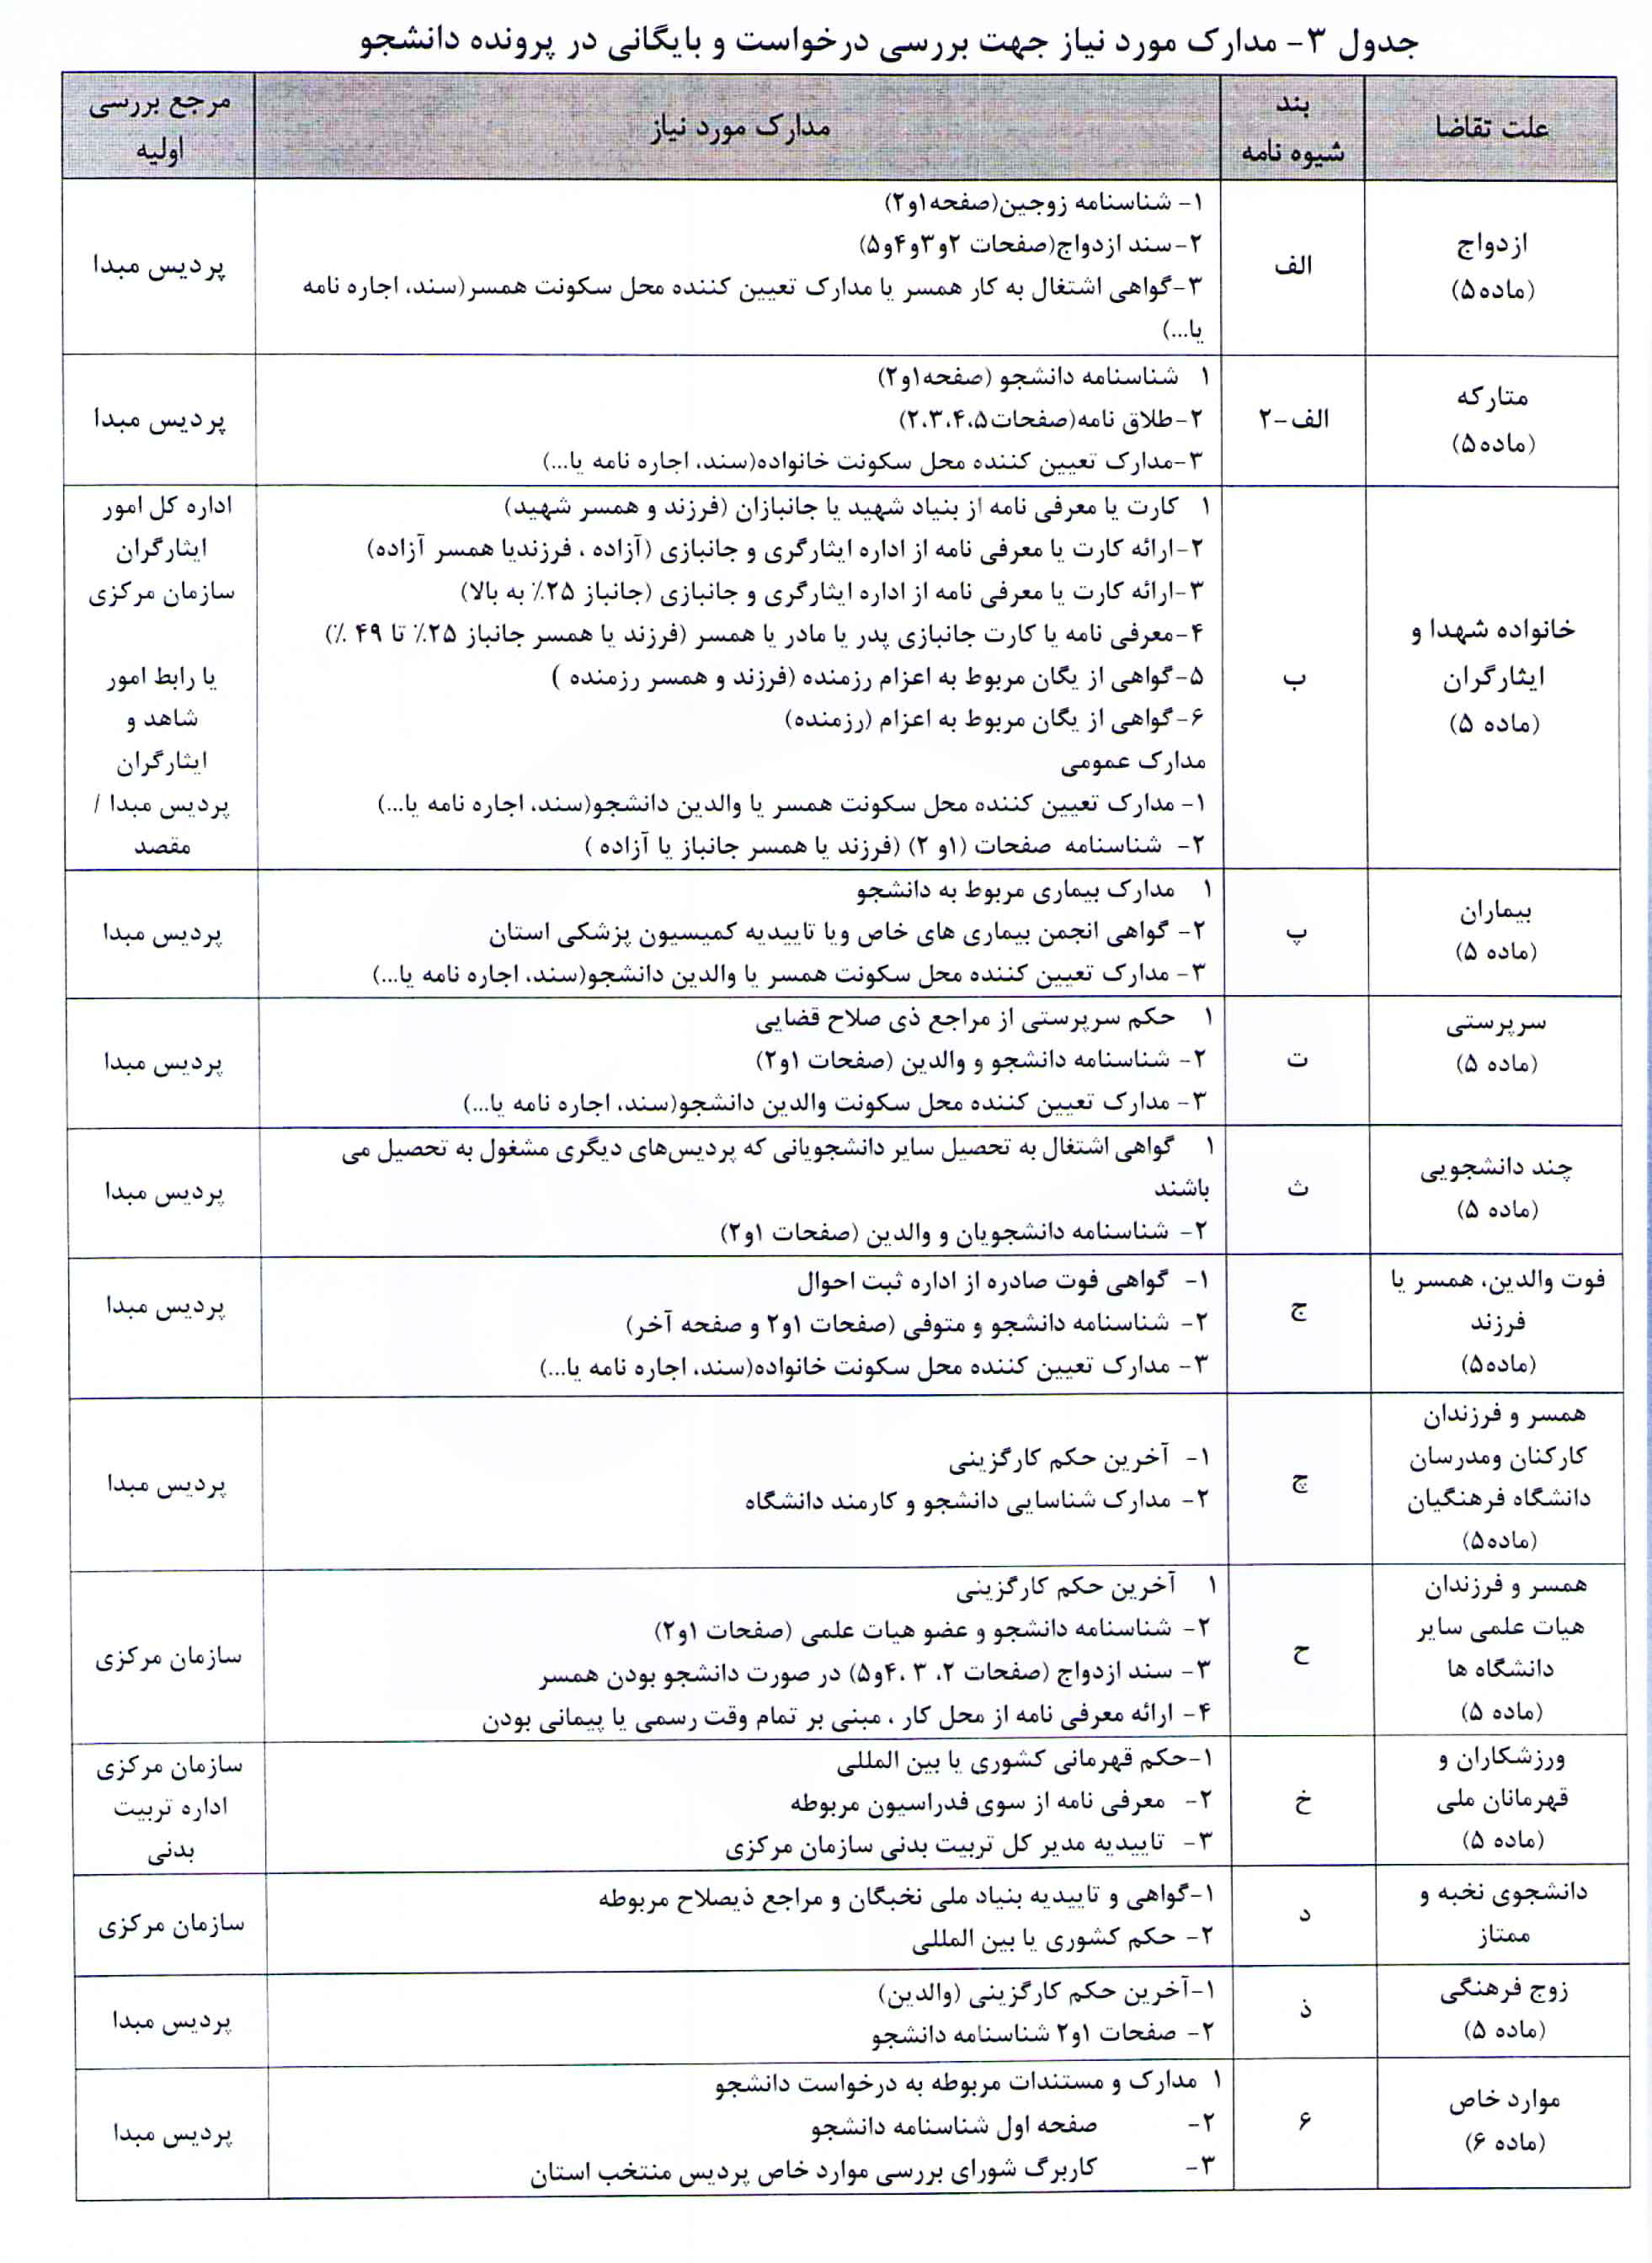 جدول ۳- مدارک مورد نیاز جهت بررسی درخواست و بایگانی در پرونده دانشجو
علت تقاضا
بند
شیوه نامه
مدارک مورد نیاز
مرجع بررسی
اولیه
ازدواج
(ماده۵)
الف
۱- شناسنامه زوجین(صفحه۱و۲)
۲-سند ازدواج(صفحات ۲و۳و۴و۵)
۳-گواهی اشتغال به کار همسر یا مدارک تعیین کننده محل سکونت همسر(سند، اجاره نامه
یا...)
پردیس مبدا
متارکه
(ماده۵)
الف-۲
۱ شناسنامه دانشجو (صفحه۱و۲)
۲-طلاق نامه(صفحات۲،۳،۴،۵)
۳-مدارک تعیین کننده محل سکونت خانواده(سند، اجاره نامه یا...)
پردیس مبدا
خانواده شهدا و
ایثارگران
(ماده ۵)
ب
۱ کارت یا معرفی نامه از بنیاد شهید یا جانبازان (فرزند و همسر شهید)
۲-ارائه کارت یا معرفی نامه از اداره ایثارگری و جانبازی (آزاده ، فرزندیا همسر آزاده)
۳-ارائه کارت یا معرفی نامه از اداره ایثارگری و جانبازی (جانباز ۲۵٪ به بالا)
۴-معرفی نامه یا کارت جانبازی پدر یا مادر یا همسر (فرزند یا همسر جانباز ۲۵٪ تا ۴۹ ٪)
۵-گواهی از یگان مربوط به اعزام رزمنده (فرزند و همسر رزمنده )
۶-گواهی از یگان مربوط به اعزام (رزمنده)
مدارک عمومی
۱- مدارک تعیین کننده محل سکونت همسر یا والدین دانشجو(سند، اجاره نامه یا...)
۲- شناسنامه صفحات (۱و ۲) (فرزند یا همسر جانباز یا آزاده )
اداره کل امور
ایثارگران
سازمان مرکزی
یا رابط امور
شاهد و
ایثارگران
پردیس مبدا /
مقصد
بیماران
(ماده ۵)
پ
۱ مدارک بیماری مربوط به دانشجو
۲- گواهی انجمن بیماری های خاص ویا تاییدیه کمیسیون پزشکی استان
۳- مدارک تعیین کننده محل سکونت همسر یا والدین دانشجو(سند، اجاره نامه یا...)
پردیس مبدا
سرپرستی
(ماده ۵)
ت
۱ حکم سرپرستی از مراجع ذی صلاح قضایی
۲- شناسنامه دانشجو و والدین (صفحات ۱و۲)
۳- مدارک تعیین کننده محل سکونت والدین دانشجو(سند، اجاره نامه یا...)
پردیس مبدا
چند دانشجویی
(ماده ۵)
ث
۱ گواهی اشتغال به تحصیل سایر دانشجویانی که پردیس‌های دیگری مشغول به تحصیل می
باشند
۲- شناسنامه دانشجویان و والدین (صفحات ۱و۲)
پردیس مبدا
فوت والدین، همسر یا
فرزند
(ماده۵)
ج
۱- گواهی فوت صادره از اداره ثبت احوال
۲- شناسنامه دانشجو و متوفی (صفحات ۱و۲ و صفحه آخر)
۳- مدارک تعیین کننده محل سکونت خانواده(سند، اجاره نامه یا...)
پردیس مبدا
همسر و فرزندان
کارکنان ومدرسان
دانشگاه فرهنگیان
(ماده۵)
چ
۱- آخرین حکم کارگزینی
۲- مدارک شناسایی دانشجو و کارمند دانشگاه
پردیس مبدا
همسر و فرزندان
هیات علمی سایر
دانشگاه ها
(ماده ۵)
ح
۱ آخرین حکم کارگزینی
۲- شناسنامه دانشجو و عضو هیات علمی (صفحات ۱و۲)
۳- سند ازدواج (صفحات ۲، ۳ ،۴و۵) در صورت دانشجو بودن همسر
۴- ارائه معرفی نامه از محل کار ، مبنی بر تمام وقت رسمی یا پیمانی بودن
سازمان مرکزی
ورزشکاران و
قهرمانان ملی
(ماده ۵)
خ
۱-حکم قهرمانی کشوری یا بین المللی
۲- معرفی نامه از سوی فدراسیون مربوطه
۳- تاییدیه مدیر کل تربیت بدنی سازمان مرکزی
سازمان مرکزی
اداره تربیت
بدنی
دانشجوی نخبه و
ممتاز
د
۱-گواهی و تاییدیه بنیاد ملی نخبگان و مراجع ذیصلاح مربوطه
۲- حکم کشوری یا بین المللی
سازمان مرکزی
زوج فرهنگی
(ماده ۵)
ذ
۱-آخرین حکم کارگزینی (والدین)
۲- صفحات ۱و۲ شناسنامه دانشجو
پردیس مبدا
موارد خاص
(ماده ۶)
۶
۱ مدارک و مستندات مربوطه به درخواست دانشجو
۲- صفحه اول شناسنامه دانشجو
۳- کاربرگ شورای بررسی موارد خاص پردیس منتخب استان
پردیس مبدا